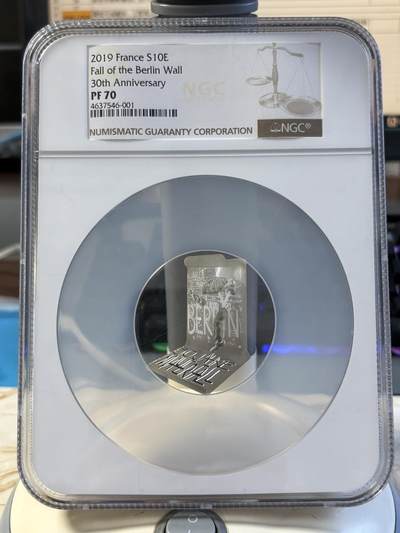 2019 France S10E
Fall of the Berlin Wall
30th Anniversary
PF 70
4637546-001
NGC
NUMISMATIC GUARANTY CORPORATION
NGC®
BERLIN